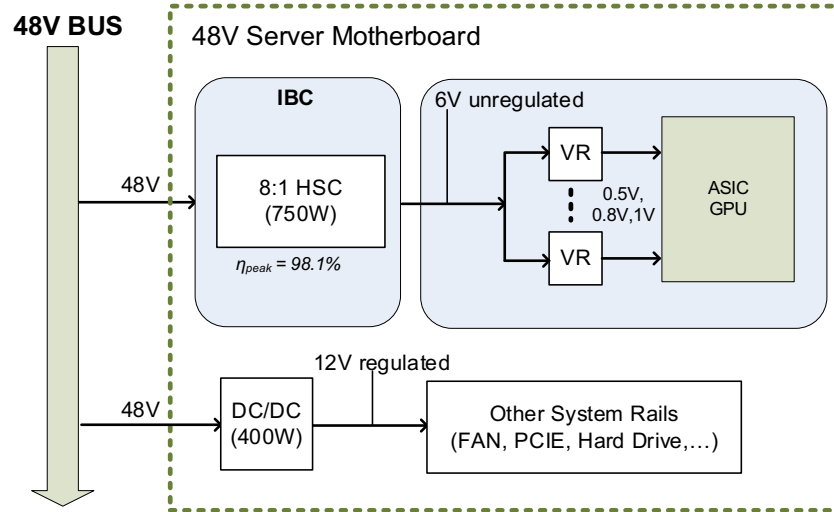 48V BUS
48V Server Motherboard
IBC
6V unregulated
8:1 HSC
(750W)
ηpeak = 98.1%
48V
VR
0.5V,
0.8V,1V
VR
ASIC
GPU
12V regulated
48V
DC/DC
(400W)
Other System Rails
(FAN, PCIE, Hard Drive,...)